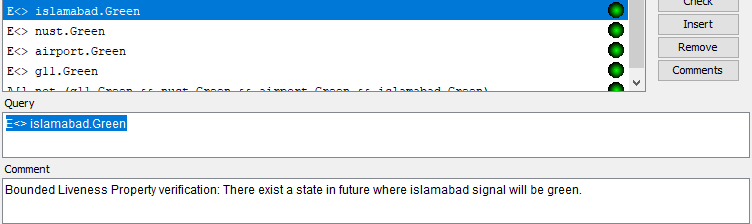 E<> islamabad.Green
E<> nust.Green
E<> airport.Green
E<> g11.Green
A[] not (g11.Green && nust.Green && airport.Green && islamabad.Green)
Check
Insert
Remove
Comments
Query
E<> islamabad.Green
Comment
Bounded Liveness Property verification: There exist a state in future where islamabad signal will be green.